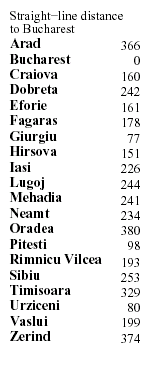 Straight−line distance
to Bucharest
Arad 366
Bucharest 0
Craiova 160
Dobreta 242
Eforie 161
Fagaras 178
Giurgiu 77
Hirsova 151
Iasi 226
Lugoj 244
Mehadia 241
Neamt 234
Oradea 380
Pitesti 98
Rimnicu Vilcea 193
Sibiu 253
Timisoara 329
Urziceni 80
Vaslui 199
Zerind 374